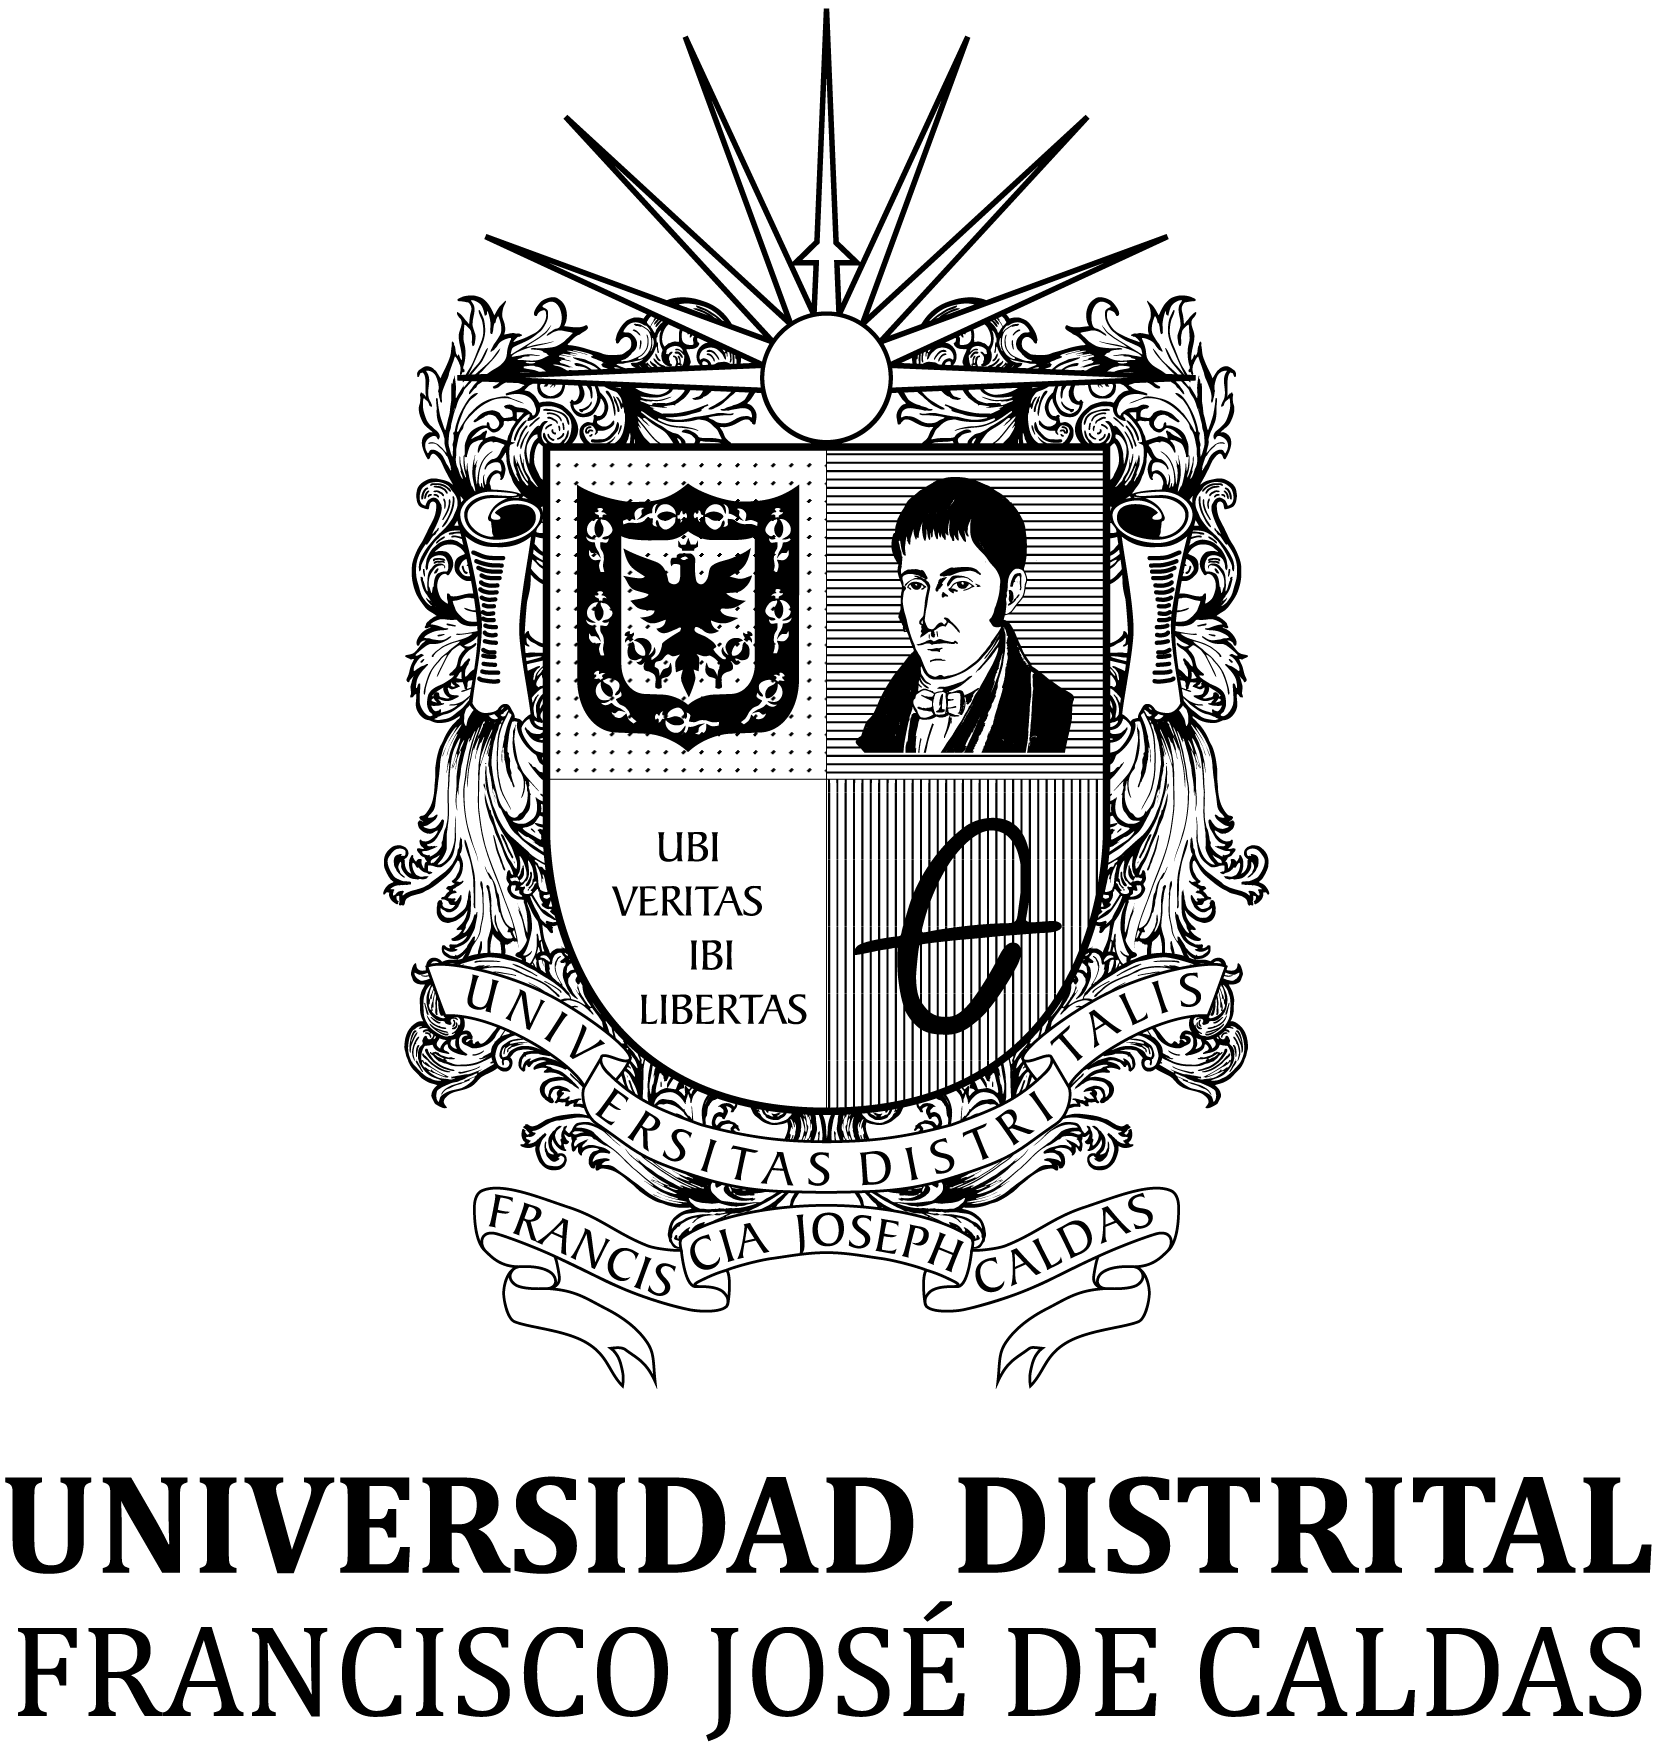 UBI
VERITAS
IBI
LIBERTAS
UNIVERSITAS DISTRITALIS
FRANCISCIA JOSEPH CALDAS
UNIVERSIDAD DISTRITAL
FRANCISCO JOSÉ DE CALDAS